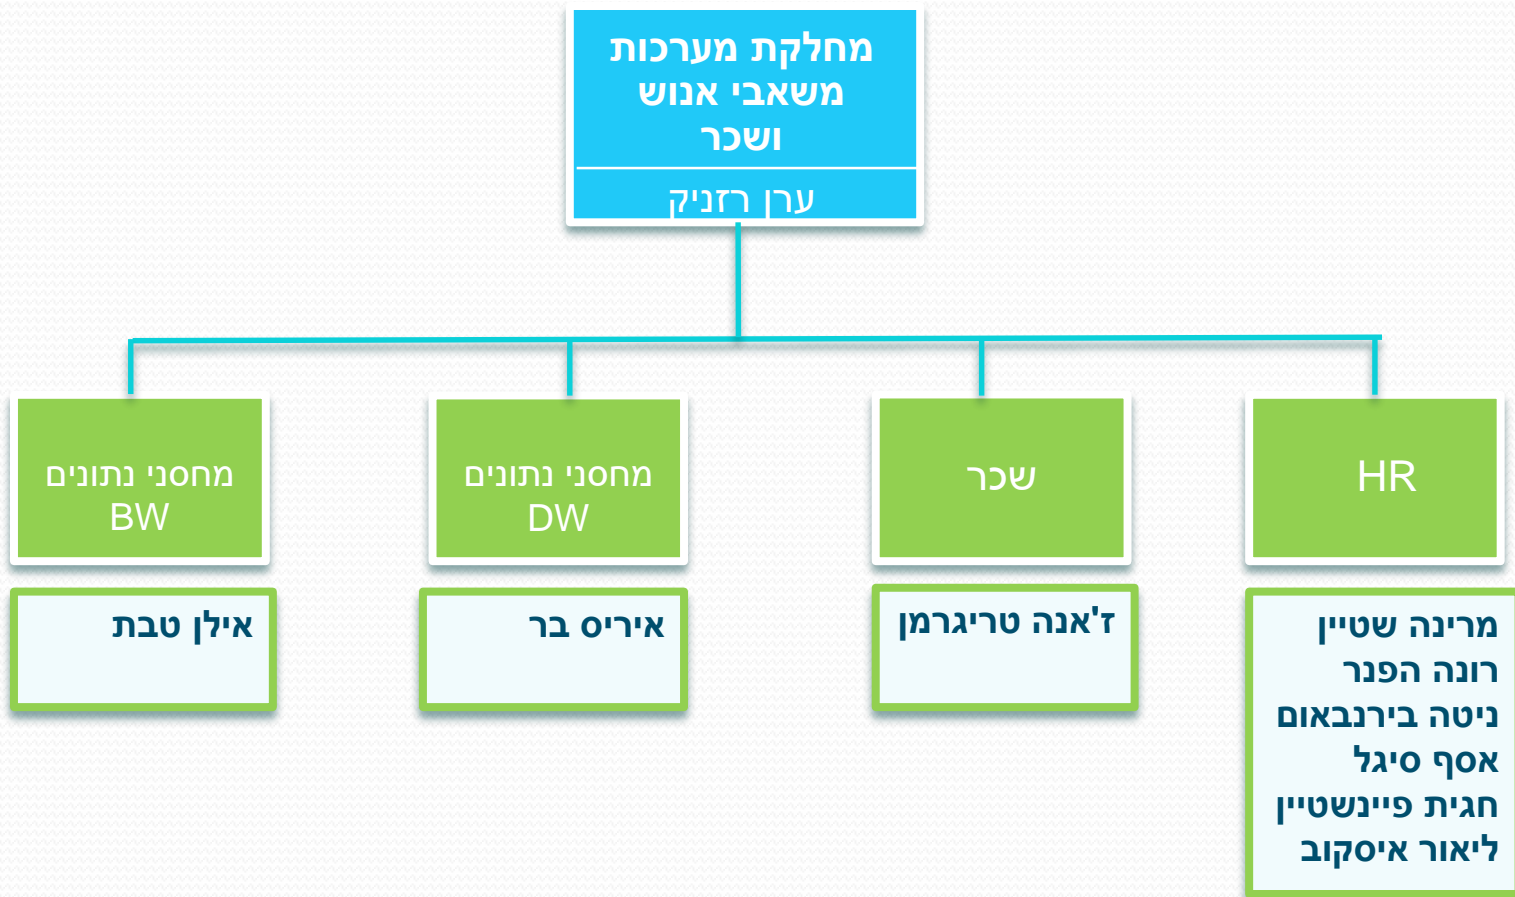 מחלקת מערכות
משאבי אנוש
ושכר
ערן רזניק
HR
מרינה שטיין
רונה הפנר
ניטה בירנבאום
אסף סיגל
חגית פיינשטיין
ליאור איסקוב
שכר
ז'אנה טריגרמן
מחסני נתונים
DW
איריס בר
מחסני נתונים
BW
אילן טבת